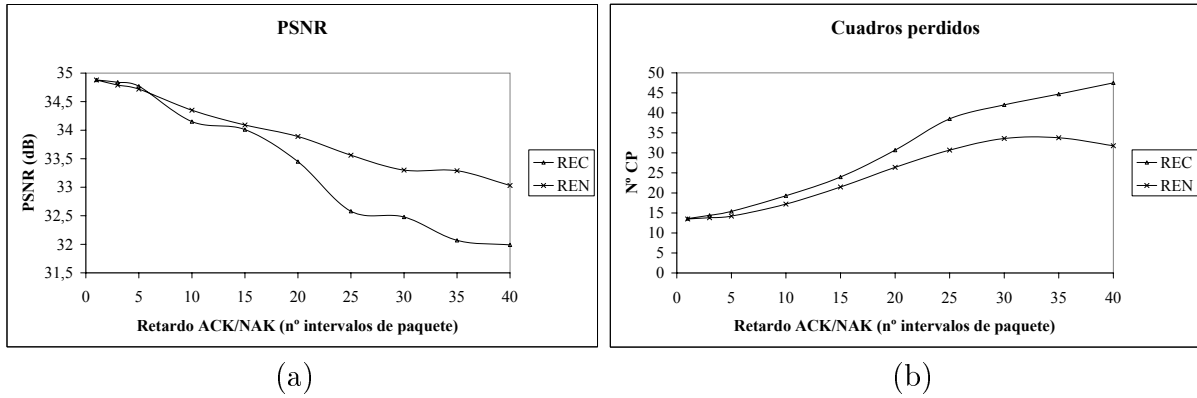 PSNR
35
34,5
34
33,5
33
32,5
32
31,5
PSNR (dB)
0 5 10 15 20 25 30 35 40
Retardo ACK/NAK (nº intervalos de paquete)
REC
REN
(a)
Cuadros perdidos
50
45
40
35
30
25
20
15
10
5
0
Nº CP
0 5 10 15 20 25 30 35 40
Retardo ACK/NAK (nº intervalos de paquete)
REC
REN
(b)